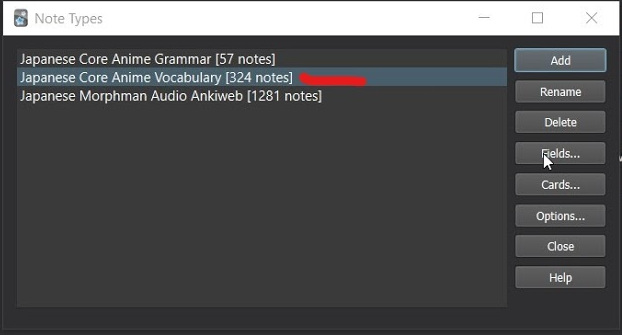 Note Types
Japanese Core Anime Grammar [57 notes]
Japanese Core Anime Vocabulary [324 notes]
Japanese Morphman Audio Ankiweb [1281 notes]
Add
Rename
Delete
Fields...
Cards...
Options...
Close
Help